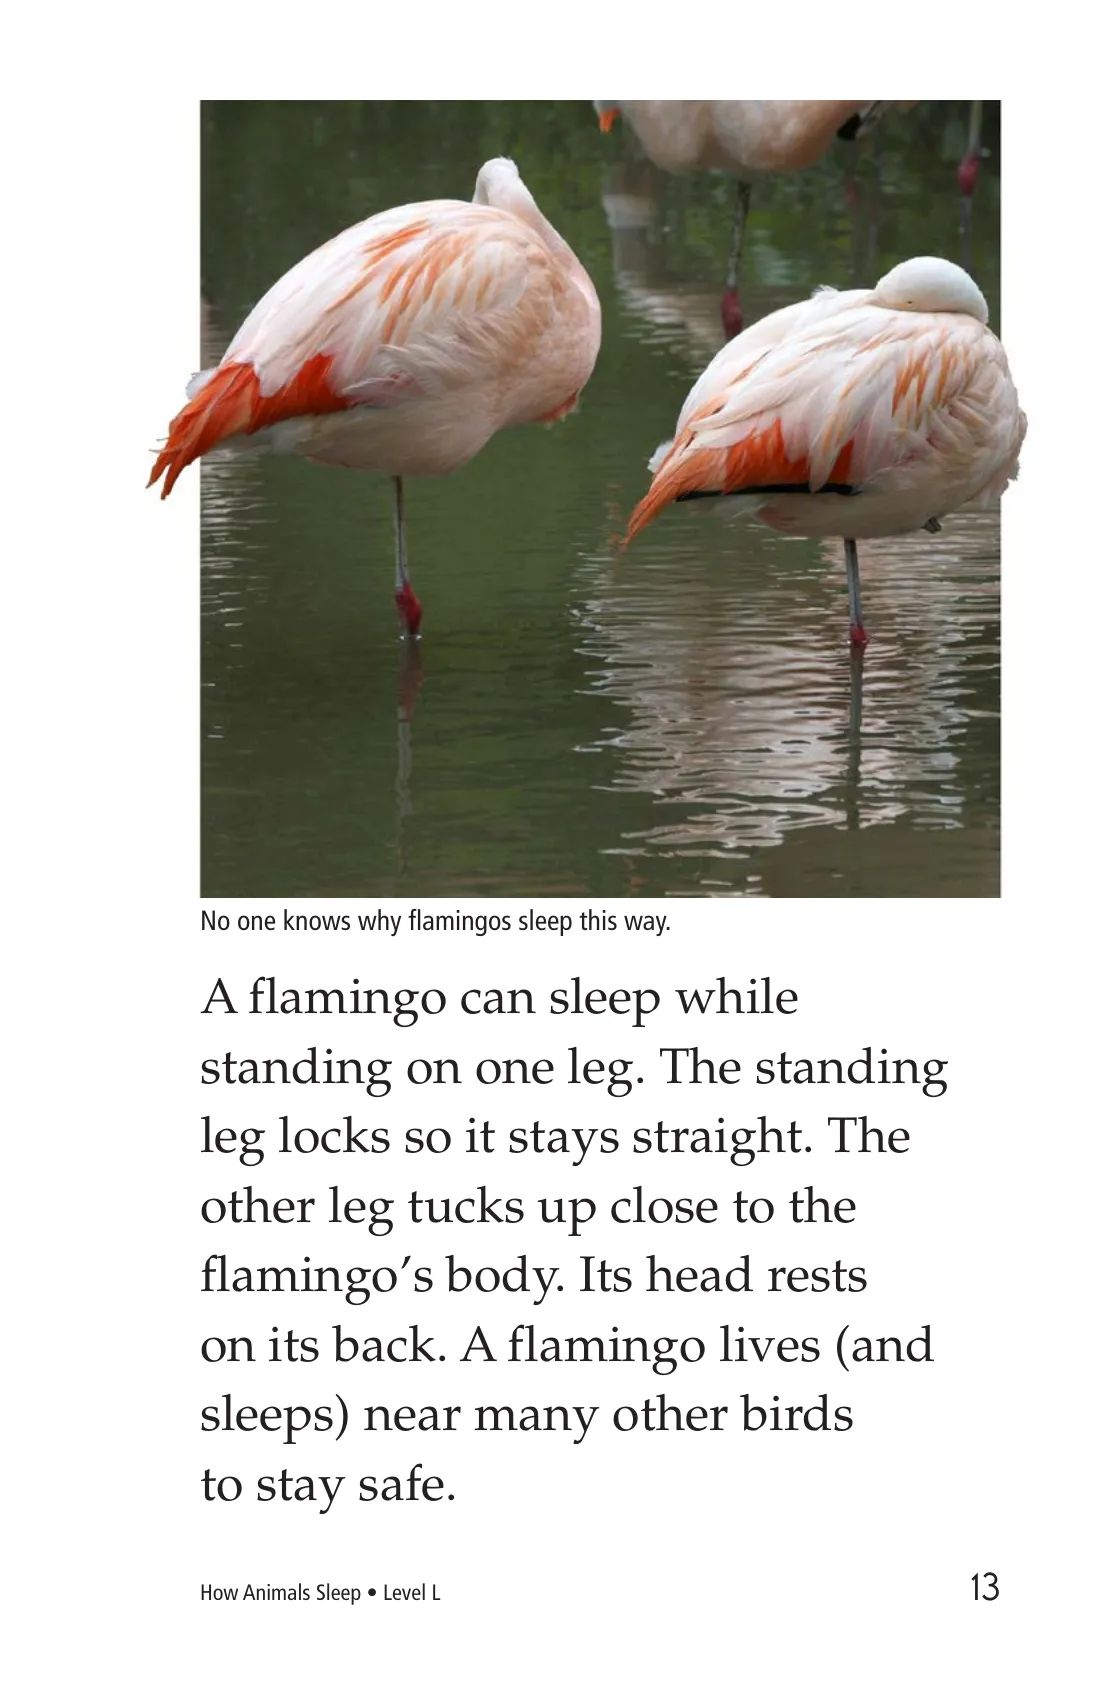 No one knows why flamingos sleep this way.
A flamingo can sleep while
standing on one leg. The standing
leg locks so it stays straight. The
other leg tucks up close to the
flamingo’s body. Its head rests
on its back. A flamingo lives (and
sleeps) near many other birds
to stay safe.
How Animals Sleep • Level L
13